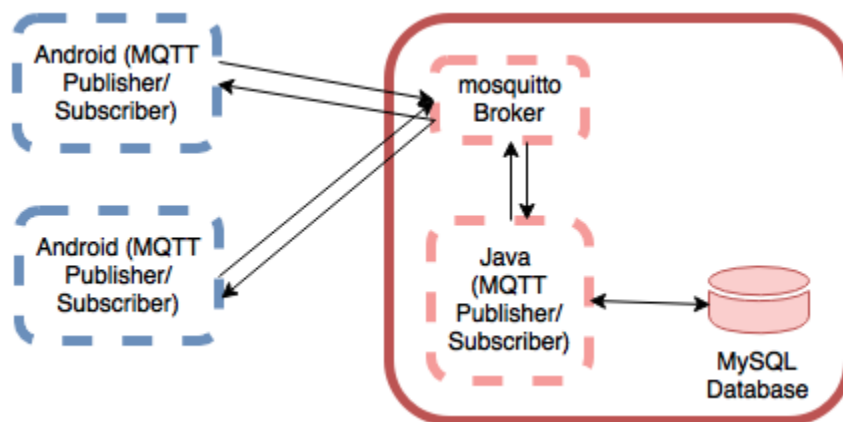 Android (MQTT
Publisher/
Subscriber)
mosquitto
Broker
Android (MQTT
Publisher/
Subscriber)
Java
(MQTT
Publisher/
Subscriber)
MySQL
Database